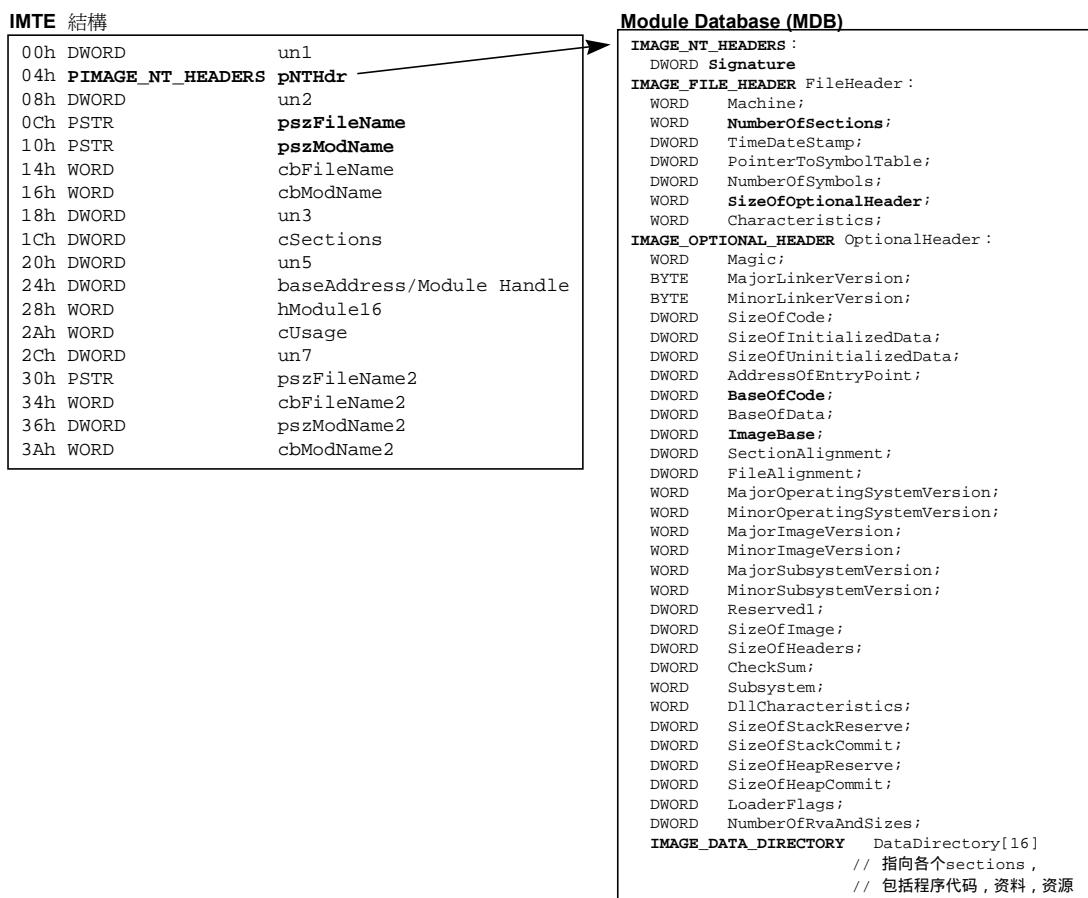 IMTE 結構
00h DWORD un1
04h PIMAGE_NT_HEADERS pNTHdr
08h DWORD un2
0Ch PSTR pszFileName
10h PSTR pszModName
14h WORD cbFileName
16h WORD cbModName
18h DWORD un3
1Ch DWORD cSections
20h DWORD un5
24h DWORD baseAddress/Module Handle
28h WORD hModule16
2Ah WORD cUsage
2Ch DWORD un7
30h PSTR pszFileName2
34h WORD cbFileName2
36h DWORD pszModName2
3Ah WORD cbModName2
Module Database (MDB)
IMAGE_NT_HEADERS：
DWORD Signature
IMAGE_FILE_HEADER FileHeader：
WORD Machine;
WORD NumberOfSections;
DWORD TimeDateStamp;
DWORD PointerToSymbolTable;
DWORD NumberOfSymbols;
WORD SizeOfOptionalHeader;
WORD Characteristics;
IMAGE_OPTIONAL_HEADER OptionalHeader：
WORD Magic;
BYTE MajorLinkerVersion;
BYTE MinorLinkerVersion;
DWORD SizeOfCode;
DWORD SizeOfInitializedData;
DWORD SizeOfUninitializedData;
DWORD AddressOfEntryPoint;
DWORD BaseOfCode;
DWORD BaseOfData;
DWORD ImageBase;
DWORD SectionAlignment;
DWORD FileAlignment;
WORD MajorOperatingSystemVersion;
WORD MinorOperatingSystemVersion;
WORD MajorImageVersion;
WORD MinorImageVersion;
WORD MajorSubsystemVersion;
WORD MinorSubsystemVersion;
DWORD Reserved1;
DWORD SizeOfImage;
DWORD SizeOfHeaders;
DWORD CheckSum;
WORD Subsystem;
WORD DllCharacteristics;
DWORD SizeOfStackReserve;
DWORD SizeOfStackCommit;
DWORD SizeOfHeapReserve;
DWORD SizeOfHeapCommit;
DWORD LoaderFlags;
DWORD NumberOfRvaAndSizes;
IMAGE_DATA_DIRECTORY DataDirectory[16]
// 指向各个sections，
// 包括程序代码，资料，资源